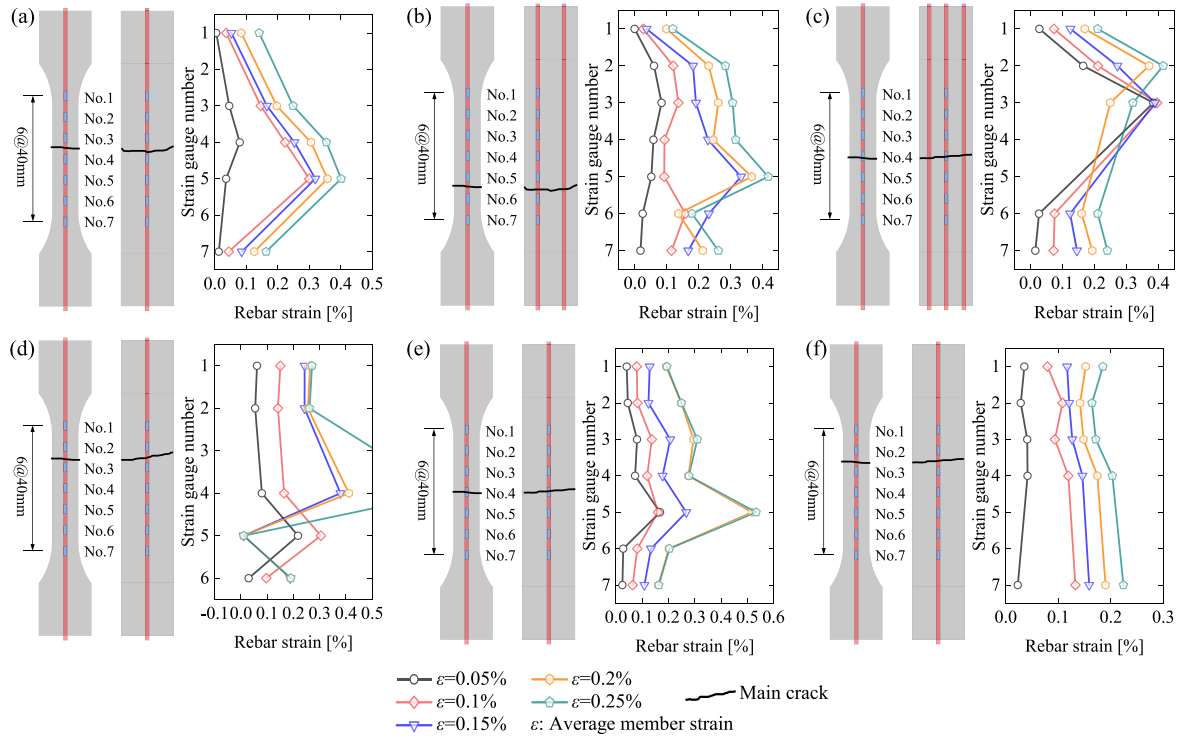 (a)
6@40mm
No.1
No.2
No.3
No.4
No.5
No.6
No.7
Strain gauge number
1
2
3
4
5
6
7
0.0 0.1 0.2 0.3 0.4 0.5
Rebar strain [%]
(b)
6@40mm
No.1
No.2
No.3
No.4
No.5
No.6
No.7
Strain gauge number
1
2
3
4
5
6
7
0.0 0.1 0.2 0.3 0.4
Rebar strain [%]
(c)
6@40mm
No.1
No.2
No.3
No.4
No.5
No.6
No.7
Strain gauge number
1
2
3
4
5
6
7
0.0 0.1 0.2 0.3 0.4
Rebar strain [%]
(d)
6@40mm
No.1
No.2
No.3
No.4
No.5
No.6
No.7
Strain gauge number
1
2
3
4
5
6
-0.1 0.0 0.1 0.2 0.3 0.4 0.5
Rebar strain [%]
(e)
6@40mm
No.1
No.2
No.3
No.4
No.5
No.6
No.7
Strain gauge number
1
2
3
4
5
6
7
0.0 0.1 0.2 0.3 0.5 0.6
Rebar strain [%]
(f)
6@40mm
No.1
No.2
No.3
No.4
No.5
No.6
No.7
Strain gauge number
1
2
3
4
5
6
7
0.0 0.1 0.2 0.3
Rebar strain [%]
ε=0.05%
ε=0.2%
ε=0.1%
ε=0.25%
Main crack
ε=0.15%
ε: Average member strain